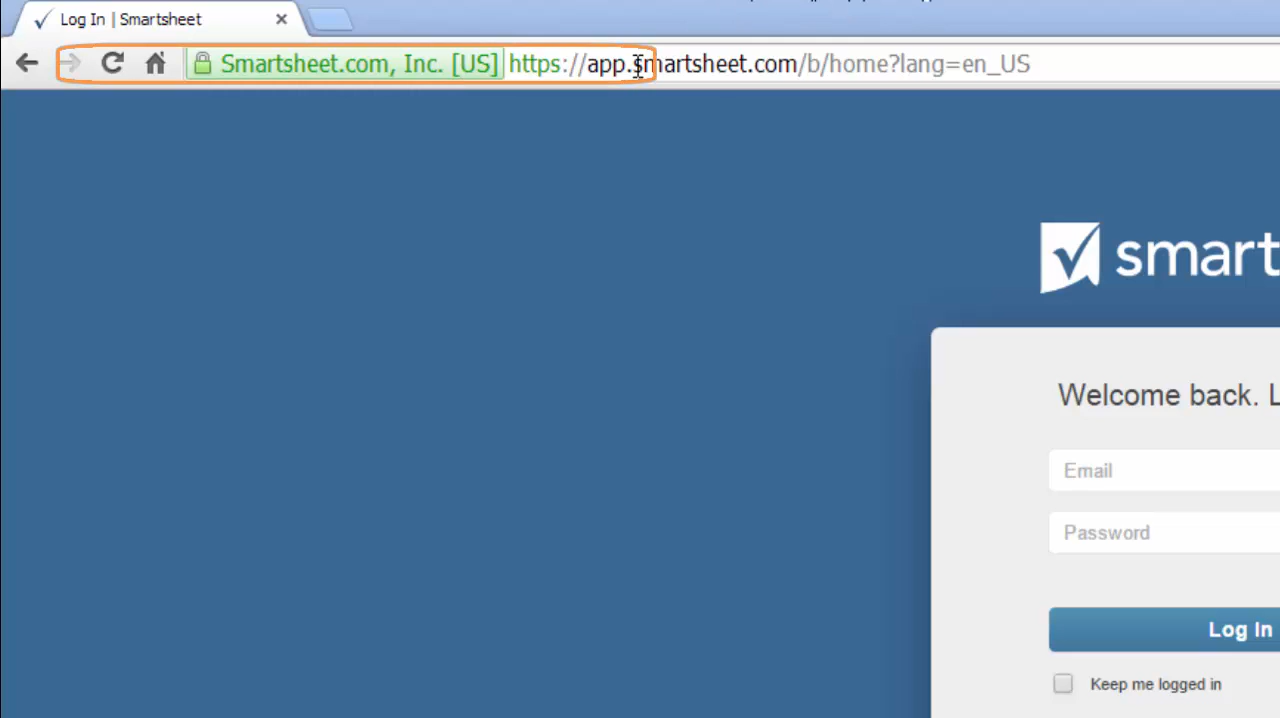 Log In | Smartsheet
Smartsheet.com, Inc. [US] https://app.smartsheet.com/b/home?lang=en_US
smart
Welcome back. L
Email
Password
Log In
Keep me logged in